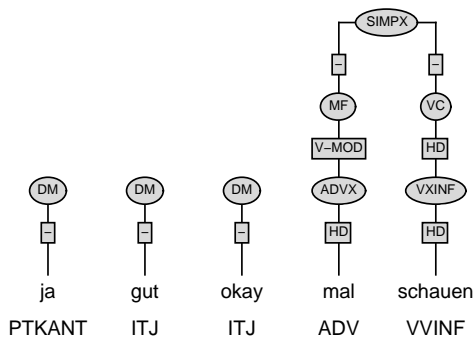 SIMPX
– –
MF VC
V–MOD HD
DM DM DM ADVX VXINF
– – – HD HD
ja gut okay mal schauen
PTKANT ITJ ITJ ADV VVINF